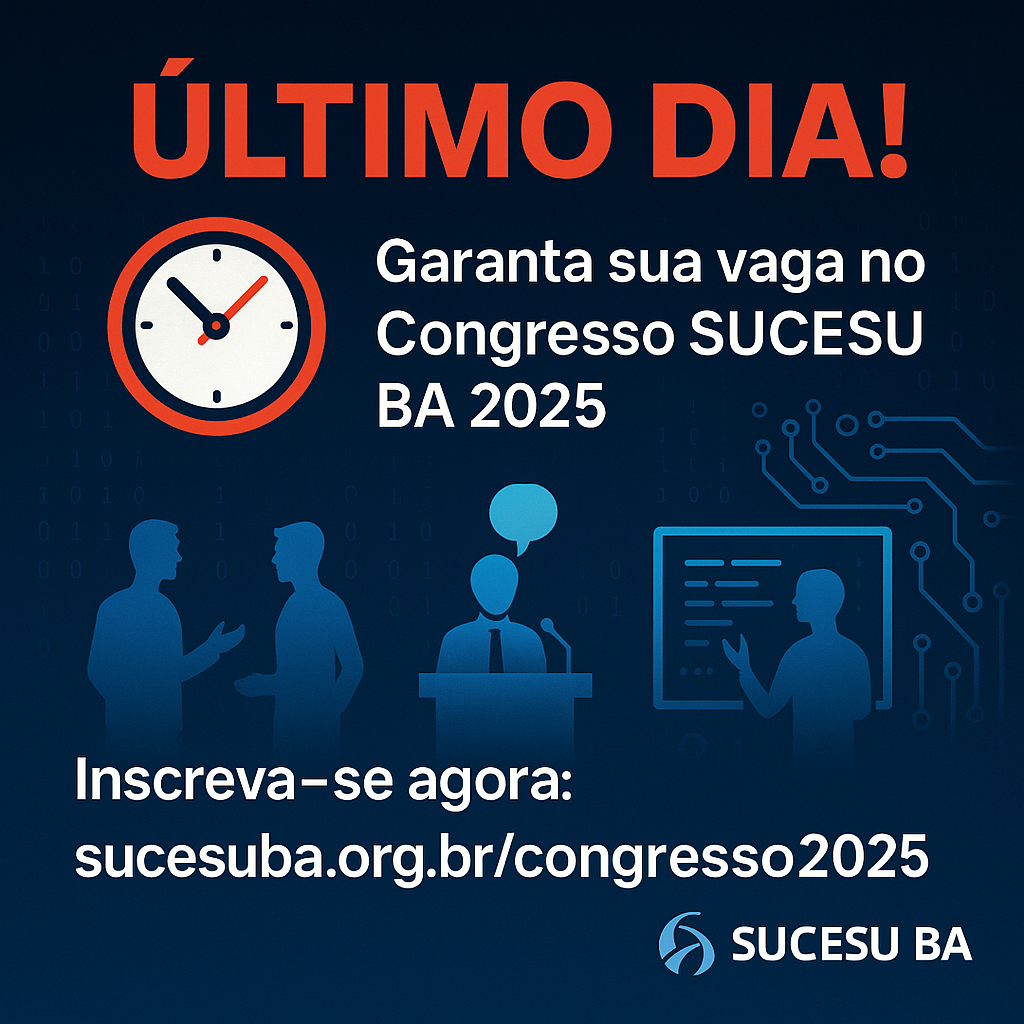 ÚLTIMO DIA!
Garanta sua vaga no
Congresso SUCESU
BA 2025
Inscreva-se agora:
sucesuba.org.br/congresso2025
SUCESU BA